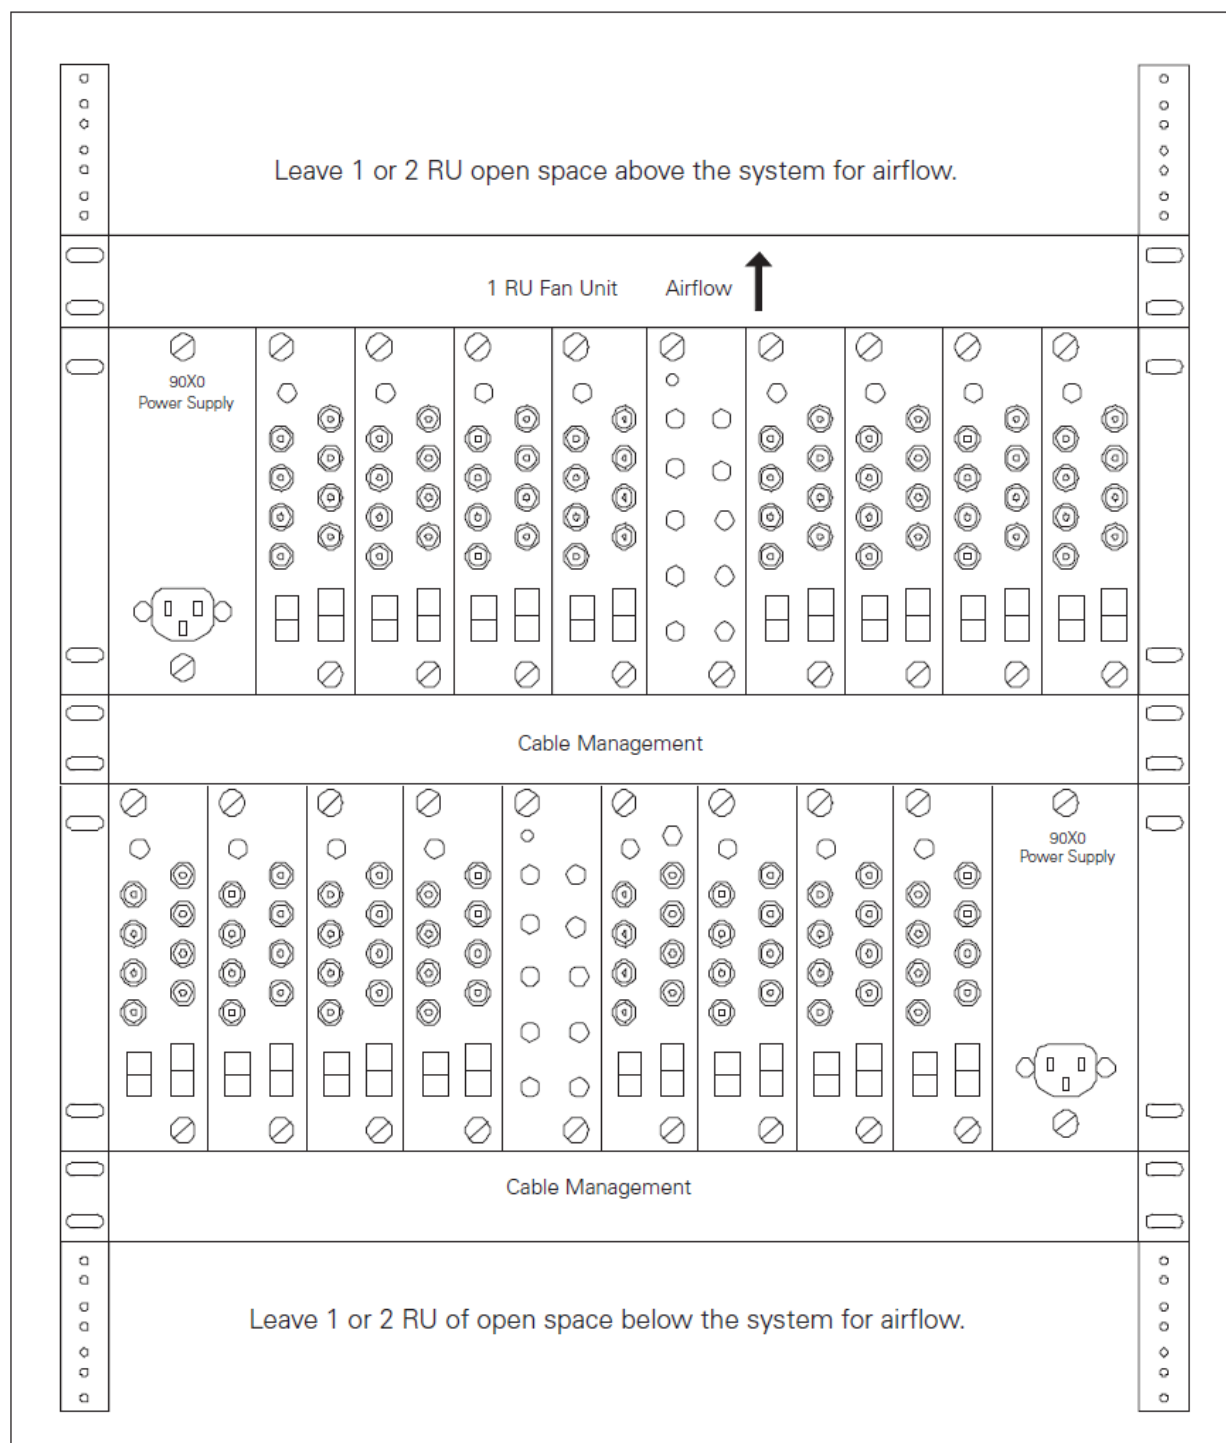 Leave 1 or 2 RU open space above the system for airflow.
1 RU Fan Unit Airflow
90X0
Power Supply
Cable Management
90X0
Power Supply
Cable Management
Leave 1 or 2 RU of open space below the system for airflow.